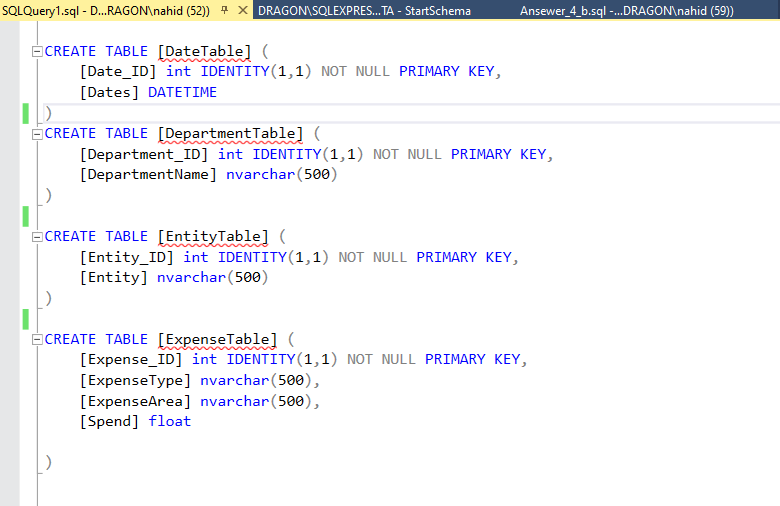 SQLQuery1.sql - D...RAGON\nahid (52))
DRAGON\SQLEXPRES...TA - StartSchema
Ansewer_4_b.sql -...DRAGON\nahid (59))
CREATE TABLE [DateTable] (
[Date_ID] int IDENTITY(1,1) NOT NULL PRIMARY KEY,
[Dates] DATETIME
)
CREATE TABLE [DepartmentTable] (
[Department_ID] int IDENTITY(1,1) NOT NULL PRIMARY KEY,
[DepartmentName] nvarchar(500)
)
CREATE TABLE [EntityTable] (
[Entity_ID] int IDENTITY(1,1) NOT NULL PRIMARY KEY,
[Entity] nvarchar(500)
)
CREATE TABLE [ExpenseTable] (
[Expense_ID] int IDENTITY(1,1) NOT NULL PRIMARY KEY,
[ExpenseType] nvarchar(500),
[ExpenseArea] nvarchar(500),
[Spend] float
)